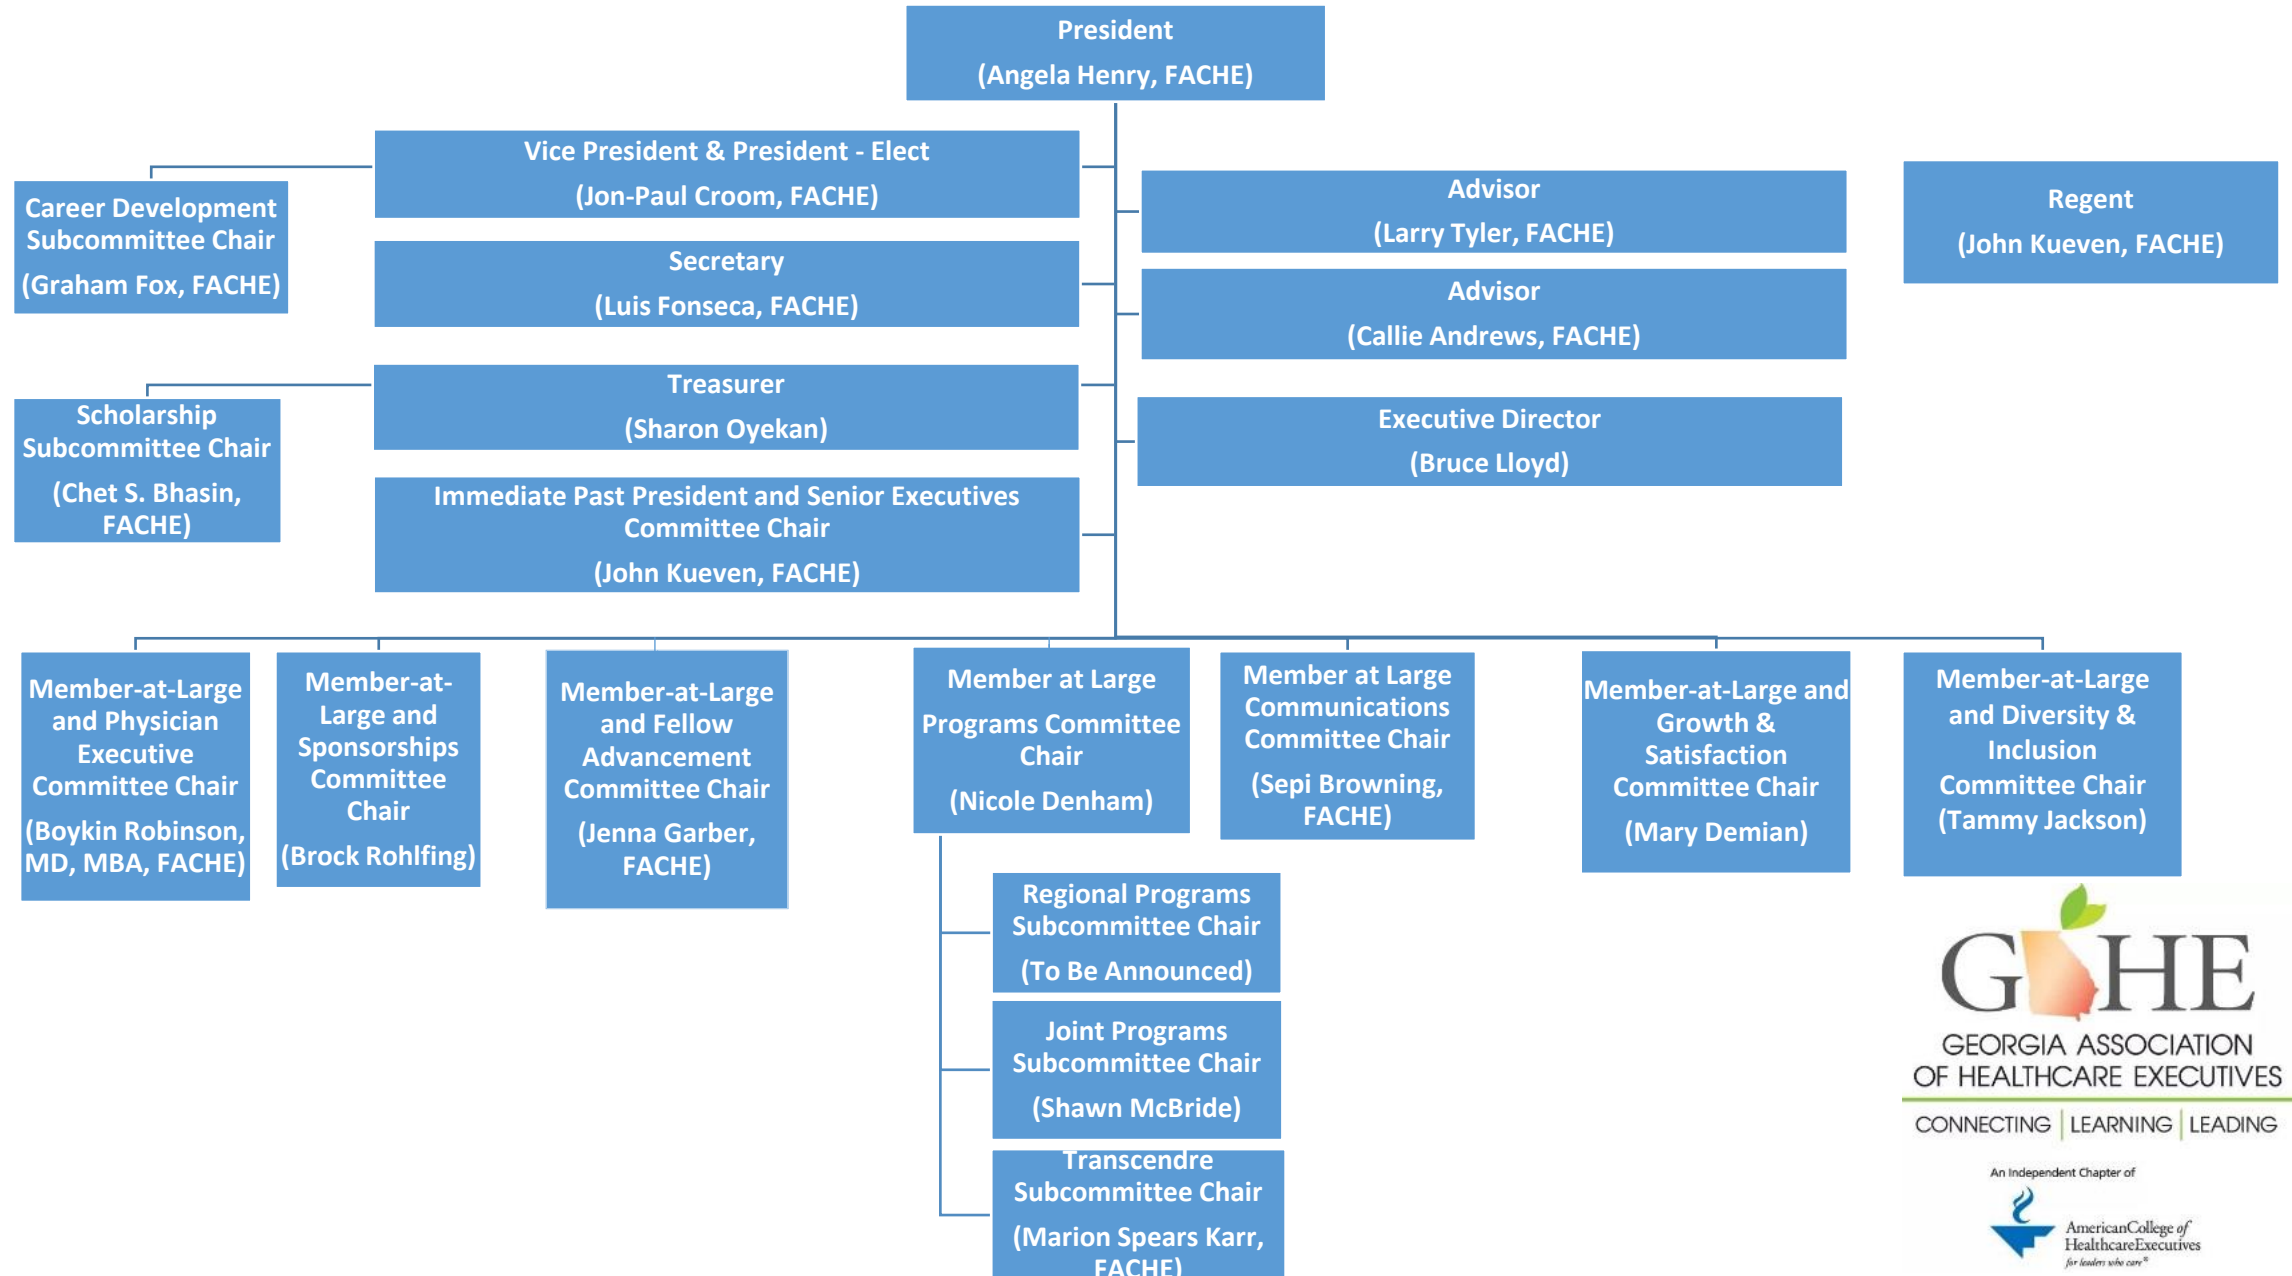 President
(Angela Henry, FACHE)
Vice President & President - Elect
(Jon-Paul Croom, FACHE)
Career Development
Subcommittee Chair
(Graham Fox, FACHE)
Advisor
(Larry Tyler, FACHE)
Regent
(John Kueven, FACHE)
Secretary
(Luis Fonseca, FACHE)
Advisor
(Callie Andrews, FACHE)
Treasurer
(Sharon Oyekan)
Scholarship
Subcommittee Chair
(Chet S. Bhasin,
FACHE)
Executive Director
(Bruce Lloyd)
Immediate Past President and Senior Executives
Committee Chair
(John Kueven, FACHE)
Member-at-Large
and Physician
Executive
Committee Chair
(Boykin Robinson,
MD, MBA, FACHE)
Member-at-
Large and
Sponsorships
Committee
Chair
(Brock Rohlfing)
Member-at-Large
and Fellow
Advancement
Committee Chair
(Jenna Garber,
FACHE)
Member at Large
Programs Committee
Chair
(Nicole Denham)
Member at Large
Communications
Committee Chair
(Sepi Browning,
FACHE)
Member-at-Large and
Growth &
Satisfaction
Committee Chair
(Mary Demian)
Member-at-Large
and Diversity &
Inclusion
Committee Chair
(Tammy Jackson)
Regional Programs
Subcommittee Chair
(To Be Announced)
Joint Programs
Subcommittee Chair
(Shawn McBride)
Transcendre
Subcommittee Chair
(Marion Spears Karr,
FACHE)
G HE
GEORGIA ASSOCIATION
OF HEALTHCARE EXECUTIVES
CONNECTING | LEARNING | LEADING
An Independent Chapter of
AmericanCollege of
HealthcareExecutives
for leaders who care®